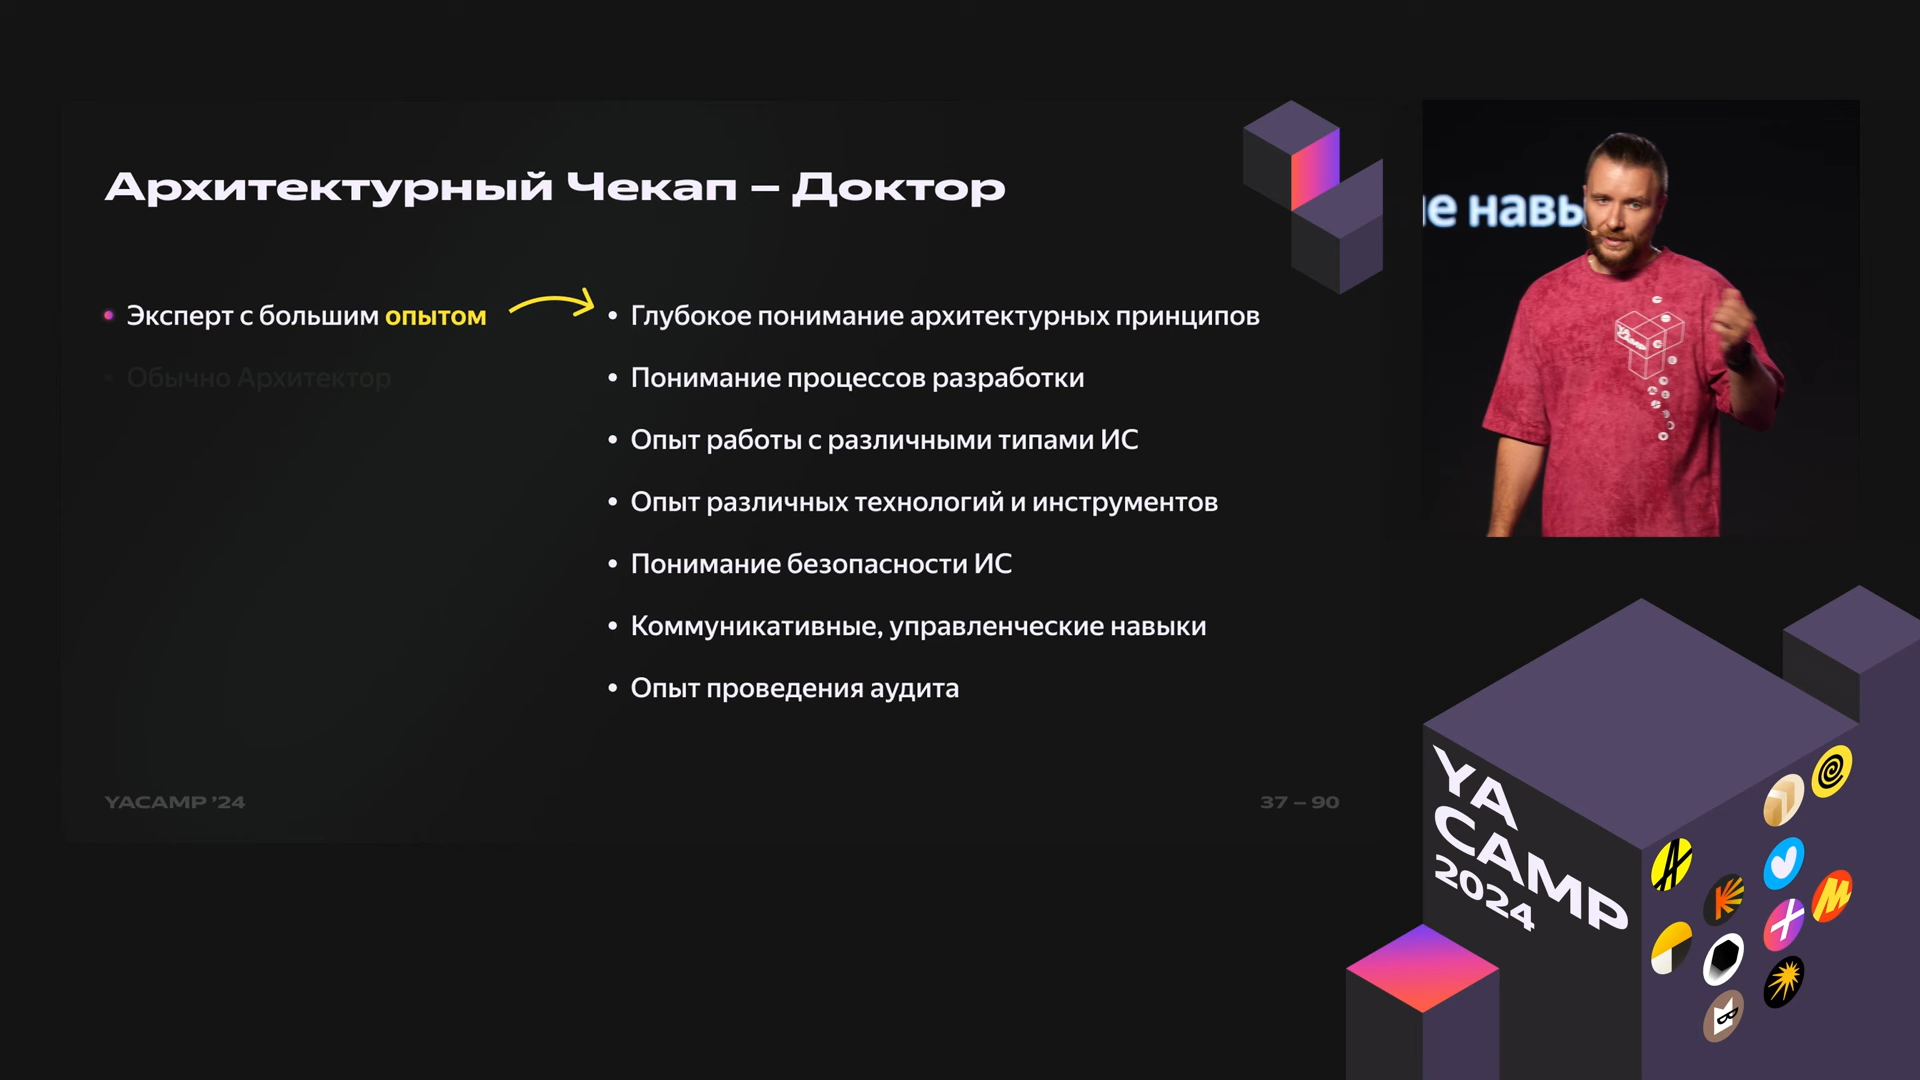 Архитектурный Чекап – Доктор
• Эксперт с большим опытом
• Обычно Архитектор
• Глубокое понимание архитектурных принципов
• Понимание процессов разработки
• Опыт работы с различными типами ИС
• Опыт различных технологий и инструментов
• Понимание безопасности ИС
• Коммуникативные, управленческие навыки
• Опыт проведения аудита
YACAMP ’24
37 – 90
е навы
YA
CAMP
YA
CAMP
2024